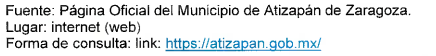 Fuente: Página Oficial del Municipio de Atizapán de Zaragoza.
Lugar: internet (web)
Forma de consulta: link: https://atizapan.gob.mx/